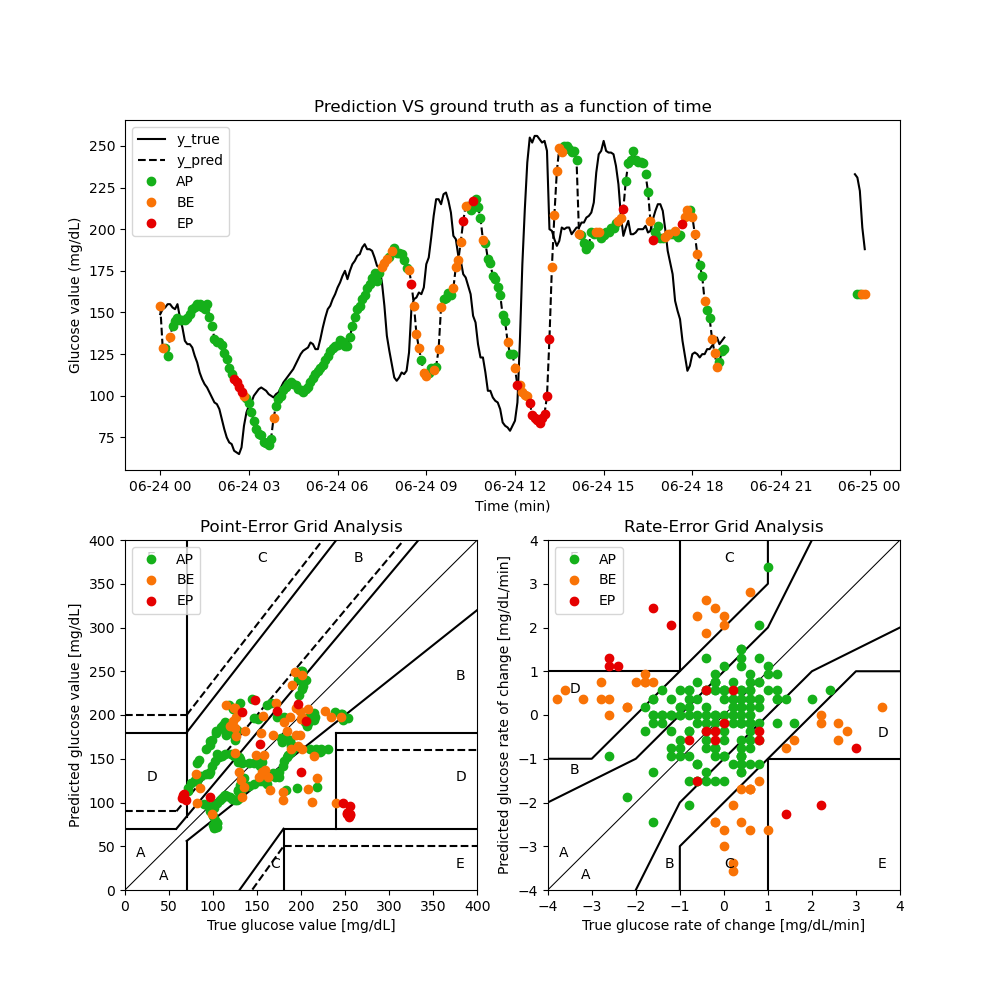 Prediction VS ground truth as a function of time
Glucose value (mg/dL)
250
225
200
175
150
125
100
75
y_true
y_pred
AP
BE
EP
06-24 00 06-24 03 06-24 06 06-24 09 06-24 12 06-24 15 06-24 18 06-24 21 06-25 00
Time (min)
Point-Error Grid Analysis
Predicted glucose value [mg/dL]
400
350
300
250
200
150
100
50
0
AP
BE
EP
C B
B
D D
A
A
C E
0 50 100 150 200 250 300 350 400
True glucose value [mg/dL]
Rate-Error Grid Analysis
Predicted glucose rate of change [mg/dL/min]
4
3
2
1
0
−1
−2
−3
−4
AP
BE
EP
C
D
D
B
A
A
B C E
−4 −3 −2 −1 0 1 2 3 4
True glucose rate of change [mg/dL/min]